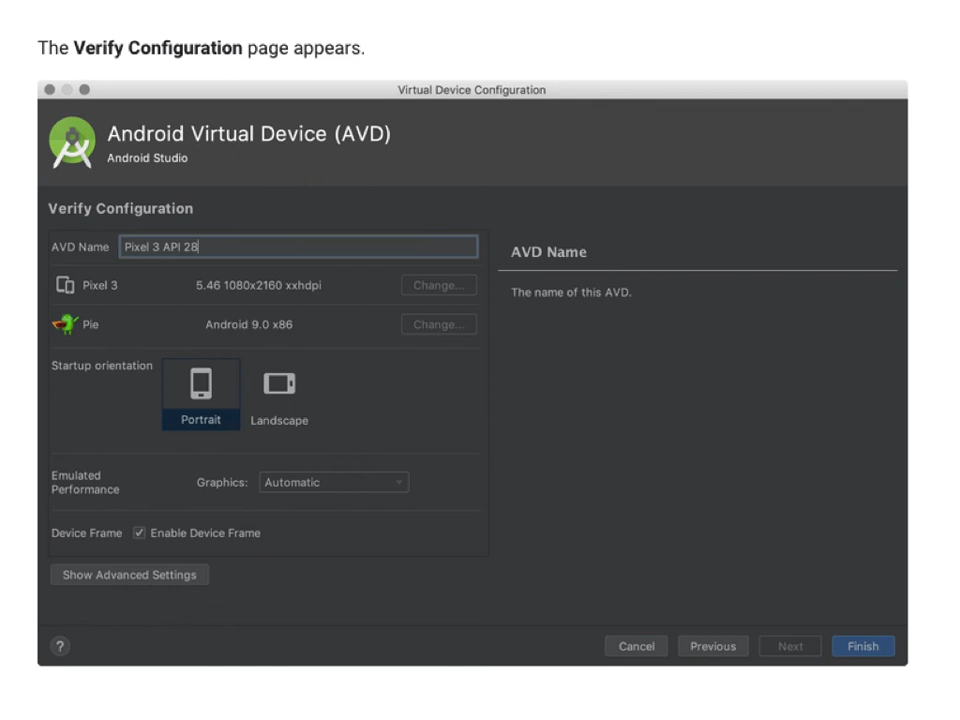 The Verify Configuration page appears.
Virtual Device Configuration
Android Virtual Device (AVD)
Android Studio
Verify Configuration
AVD Name Pixel 3 API 28
Pixel 3 5.46 1080x2160 xxhdpi Change...
Pie Android 9.0 x86 Change...
Startup orientation
Portrait
Landscape
Emulated
Performance
Graphics: Automatic
Device Frame Enable Device Frame
Show Advanced Settings
AVD Name
The name of this AVD.
? Cancel Previous Next Finish